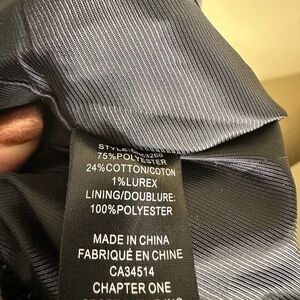 75%POLYESTER
24%COTTON/COTON
1%LUREX
LINING/DOUBLURE:
100%POLYESTER
MADE IN CHINA
FABRIQUÉ EN CHINE
CA34514
CHAPTER ONE